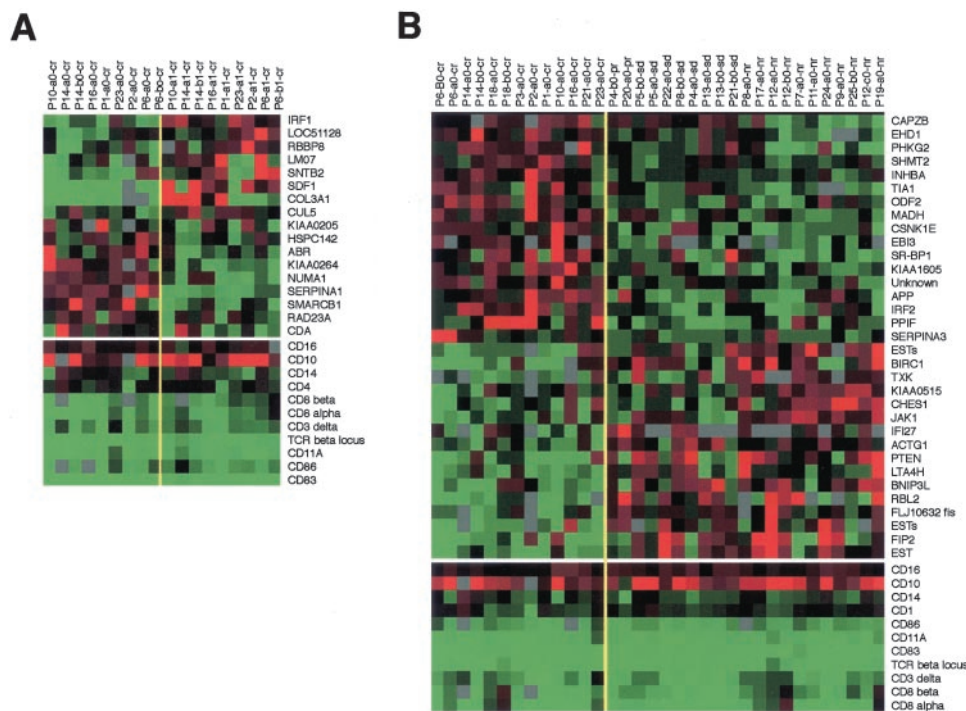 A
B
P10-a0-cr
P14-a0-cr
P14-b0-cr
P16-a0-cr
P1-a0-cr
P23-a0-cr
P2-a0-cr
P6-a0-cr
P6-bo-cr
P10-a1-cr
P14-a1-cr
P14-b1-cr
P16-a1-cr
P1-a1-cr
P23-a1-cr
P2-a1-cr
P6-a1-cr
P6-b1-cr
IRF1
LOC51128
RBBP8
LM07
SNTB2
SDF1
COL3A1
CUL5
KIAA0205
HSPC142
ABR
KIAA0264
NUMA1
SERPINA1
SMARCB1
RAD23A
CDA
CD16
CD10
CD14
CD4
CD8 beta
CD8 alpha
CD3 delta
TCR beta locus
CD11A
CD86
CD83
P6-B0-cr
P6-a0-cr
P14-a0-cr
P14-b0-cr
P18-a0-cr
P18-b0-cr
P3-a0-cr
P2-a0-cr
P1-a0-cr
P10-a0-cr
P16-a0-cr
P21-a0-cr
P23-a0-cr
P4-b0-pr
P20-a0-pr
P5-b0-sd
P5-a0-sd
P22-a0-sd
P8-b0-sd
P4-a0-sd
P13-a0-sd
P13-b0-sd
P21-b0-sd
P8-a0-nr
P17-a0-nr
P12-a0-nr
P12-b0-nr
P7-a0-nr
P11-a0-nr
P24-a0-nr
P9-a0-nr
P25-b0-nr
P12-c0-nr
P19-a0-nr
CAPZB
EHD1
PHKG2
SHMT2
INHBA
TIA1
ODF2
MADH
CSNK1E
EBI3
SR-BP1
KIAA1605
Unknown
APP
IRF2
PPIF
SERPINA3
ESTs
BIRC1
TXK
KIAA0515
CHES1
JAK1
IFI27
ACTG1
PTEN
LTA4H
BNIP3L
RBL2
FLJ10632 fis
ESTs
FIP2
EST
CD16
CD10
CD14
CD1
CD86
CD11A
CD83
TCR beta locus
CD3 delta
CD8 beta
CD8 alpha